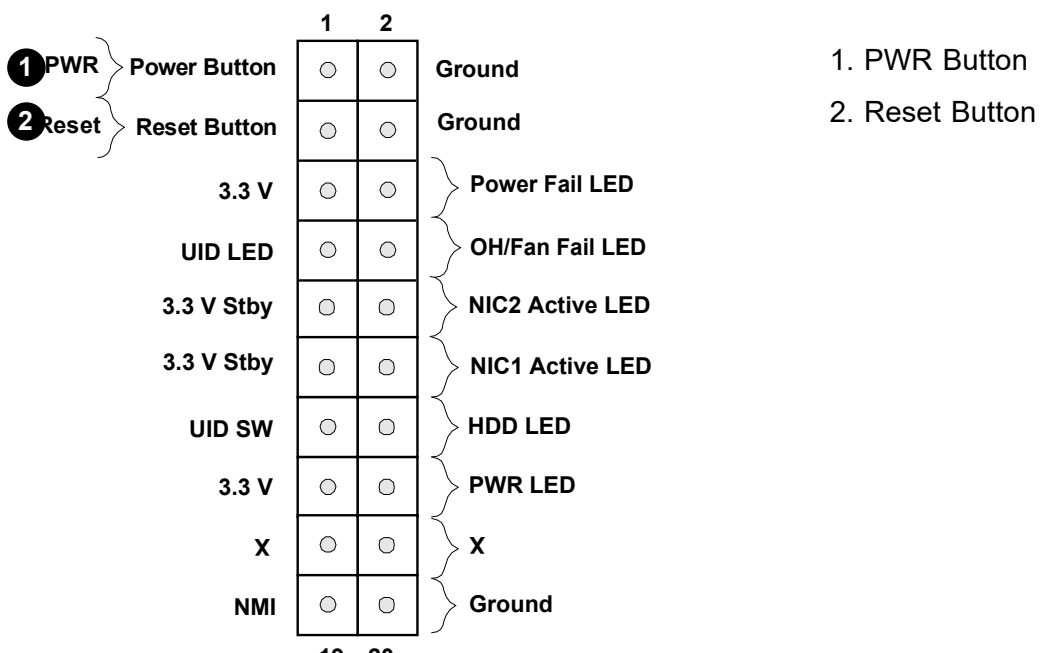 1 2
1 PWR Power Button Ground 1. PWR Button
2 Reset Reset Button Ground 2. Reset Button
3.3 V Power Fail LED
UID LED OH/Fan Fail LED
3.3 V Stby NIC2 Active LED
3.3 V Stby NIC1 Active LED
UID SW HDD LED
3.3 V PWR LED
X X
NMI Ground
19 20